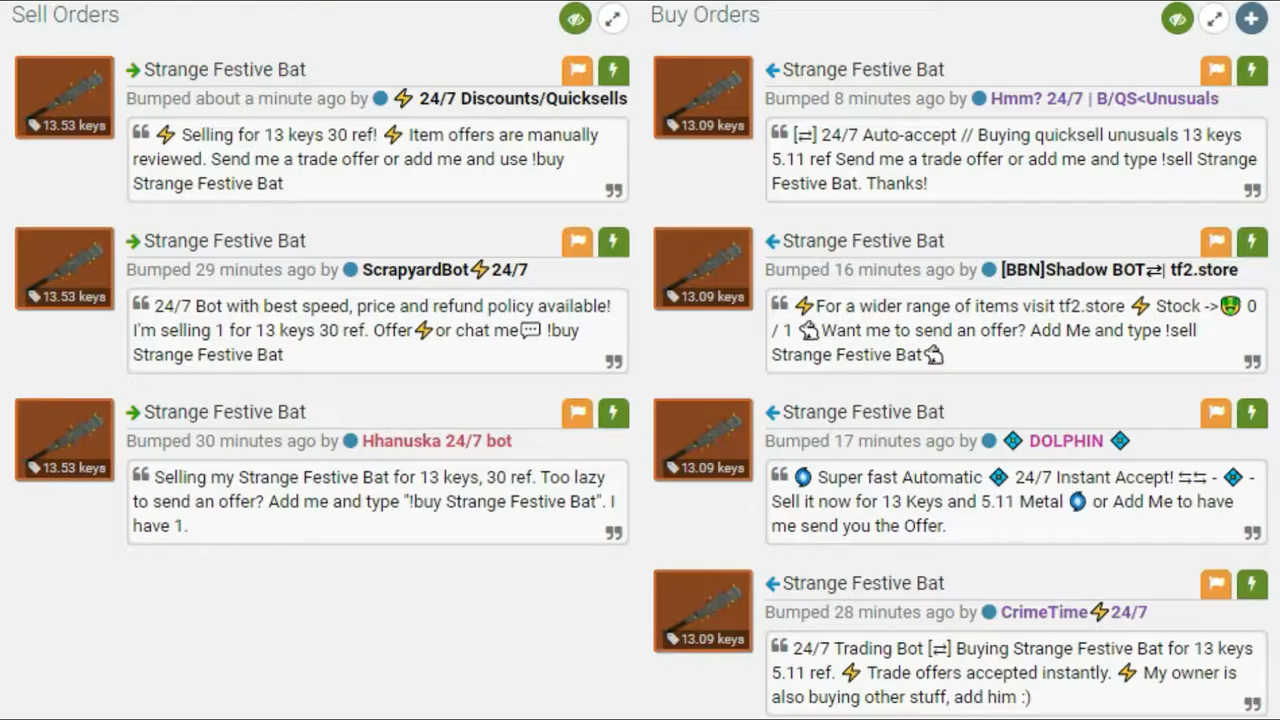 Sell Orders
Strange Festive Bat
Bumped about a minute ago by ⚡ 24/7 Discounts/Quicksells
13.53 keys
⚡ Selling for 13 keys 30 ref! ⚡ Item offers are manually
reviewed. Send me a trade offer or add me and use !buy
Strange Festive Bat
Strange Festive Bat
Bumped 29 minutes ago by ScrapyardBot⚡24/7
13.53 keys
24/7 Bot with best speed, price and refund policy available!
I'm selling 1 for 13 keys 30 ref. Offer⚡or chat me💬 !buy
Strange Festive Bat
Strange Festive Bat
Bumped 30 minutes ago by Hhanuska 24/7 bot
13.53 keys
Selling my Strange Festive Bat for 13 keys, 30 ref. Too lazy
to send an offer? Add me and type "!buy Strange Festive Bat". I
have 1.
Buy Orders
Strange Festive Bat
Bumped 8 minutes ago by Hmm? 24/7 | B/QS<Unusuals
13.09 keys
[⇄] 24/7 Auto-accept // Buying quicksell unusuals 13 keys
5.11 ref Send me a trade offer or add me and type !sell Strange
Festive Bat. Thanks!
Strange Festive Bat
Bumped 16 minutes ago by [BBN]Shadow BOT⇄| tf2.store
13.09 keys
⚡For a wider range of items visit tf2.store ⚡ Stock ->🤑 0
/ 1 🐇Want me to send an offer? Add Me and type !sell
Strange Festive Bat🐇
Strange Festive Bat
Bumped 17 minutes ago by 💠 DOLPHIN 💠
13.09 keys
🌀 Super fast Automatic 💠 24/7 Instant Accept! ⇆⇆ - 💠 -
Sell it now for 13 Keys and 5.11 Metal 🌀 or Add Me to have
me send you the Offer.
Strange Festive Bat
Bumped 28 minutes ago by CrimeTime⚡24/7
13.09 keys
24/7 Trading Bot [⇄] Buying Strange Festive Bat for 13 keys
5.11 ref. ⚡ Trade offers accepted instantly. ⚡ My owner is
also buying other stuff, add him :)